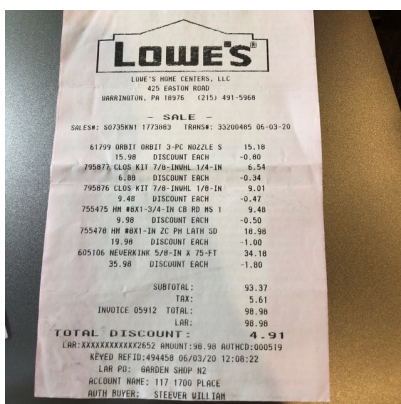 LOWE'S®
LOWE'S HOME CENTERS, LLC
425 EASTON ROAD
WARRINGTON, PA 18976 (215) 491-5968
- SALE -
SALES#: S0735KN1 1773083 TRANS#: 33200485 06-03-20
61799 ORBIT ORBIT 3-PC NOZZLE S 15.18
15.98 DISCOUNT EACH -0.80
795877 CLOS KIT 7/8-INVHL 1/4-IN 6.54
6.88 DISCOUNT EACH -0.34
795876 CLOS KIT 7/8-INVHL 1/8-IN 9.01
9.48 DISCOUNT EACH -0.47
755475 HM #8X1-3/4-IN CB RD MS 1 9.48
9.98 DISCOUNT EACH -0.50
755478 HM #8X1-IN ZC PH LATH SD 18.98
19.98 DISCOUNT EACH -1.00
605106 NEVERKINK 5/8-IN X 75-FT 34.18
35.98 DISCOUNT EACH -1.80
SUBTOTAL: 93.37
TAX: 5.61
INVOICE 05912 TOTAL: 98.98
LAR: 98.98
TOTAL DISCOUNT: 4.91
LAR:XXXXXXXXXXXX2652 AMOUNT:98.98 AUTHCD:000519
KEYED REFID:494458 06/03/20 12:08:22
LAR PO: GARDEN SHOP N2
ACCOUNT NAME: 117 1700 PLACE
AUTH BUYER: STEEVER WILLIAM